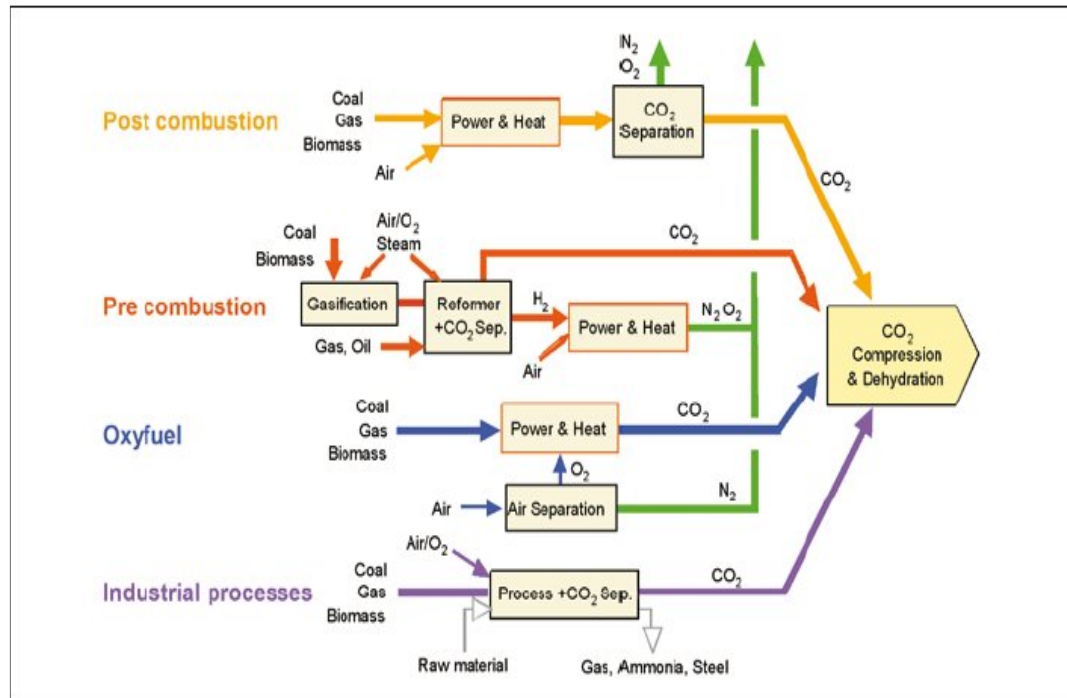 N₂
O₂
Coal
Gas
Biomass
Air
Post combustion
Power & Heat
CO₂
Separation
CO₂
Coal
Biomass
Air/O₂
Steam
CO₂
Pre combustion
Gasification
Reformer
+CO₂ Sep.
H₂
Power & Heat
N₂ O₂
Gas, Oil
Air
CO₂
Compression
& Dehydration
Oxyfuel
Coal
Gas
Biomass
Power & Heat
CO₂
O₂
Air
Air Separation
N₂
Industrial processes
Air/O₂
Coal
Gas
Biomass
Process +CO₂ Sep.
CO₂
Raw material
Gas, Ammonia, Steel